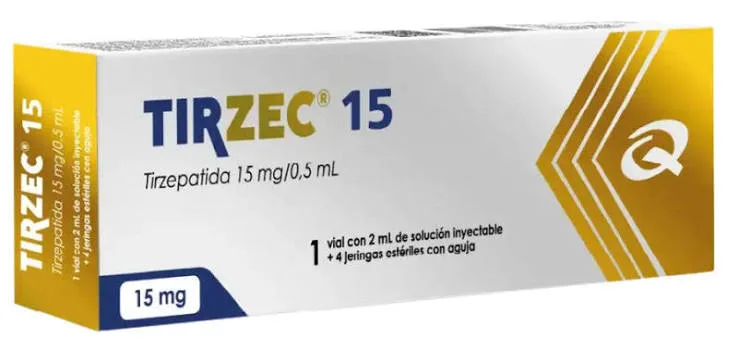 TIRZEC® 15
Tirzepatida 15 mg/0,5 mL
1 vial con 2 mL de solución inyectable
+ 4 jeringas estériles con aguja
15 mg
TIRZEC® 15
Tirzepatida 15 mg/0.5 mL
1 vial con 2 mL de solución inyectable
+ 4 jeringas estériles con aguja